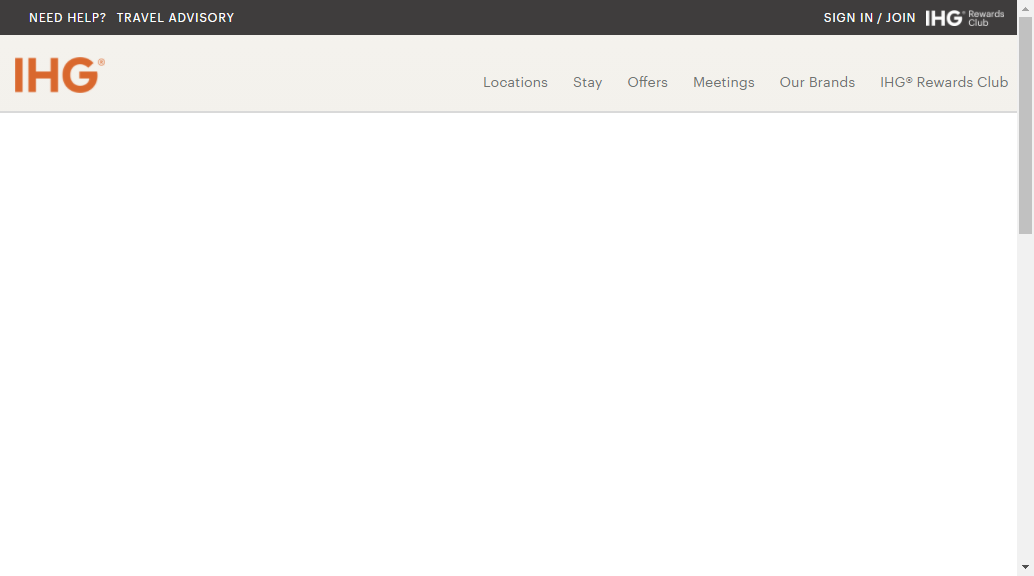 NEED HELP? TRAVEL ADVISORY SIGN IN / JOIN IHG® Rewards Club
IHG®
Locations Stay Offers Meetings Our Brands IHG® Rewards Club